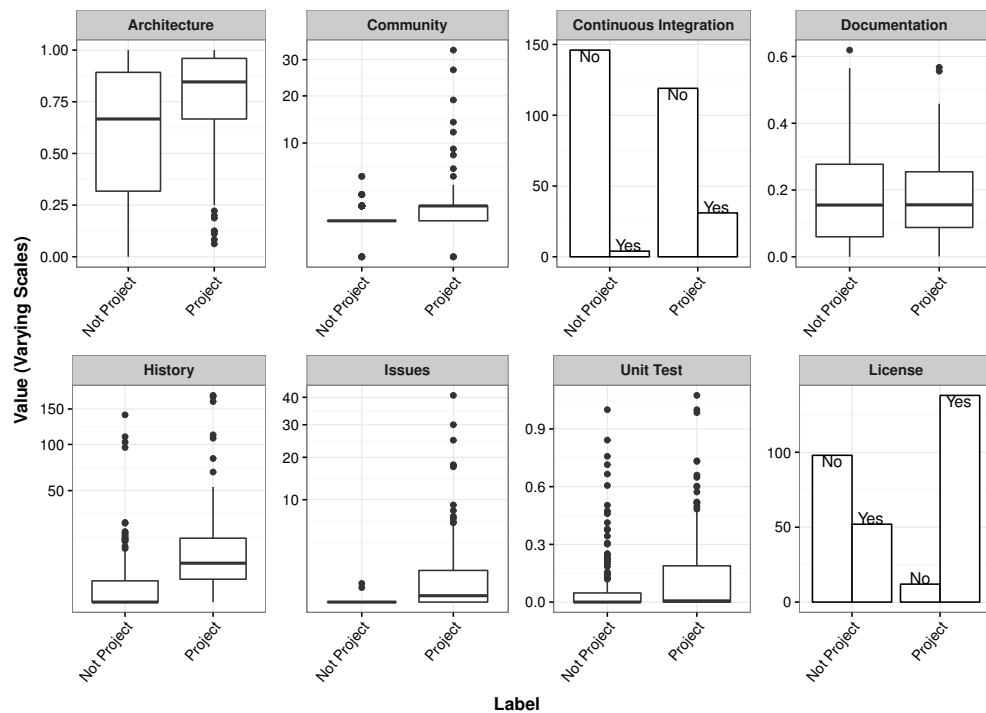 Architecture
Community
Continuous Integration
Documentation
1.00
0.75
0.50
0.25
0.00
30
20
10
150
100
50
0
No
Yes
No
Yes
0.6
0.4
0.2
0.0
Not Project
Project
Not Project
Project
Not Project
Project
Not Project
Project
Value (Varying Scales)
History
Issues
Unit Test
License
150
100
50
40
30
20
10
0.9
0.6
0.3
0.0
100
50
0
No
Yes
No
Yes
Not Project
Project
Not Project
Project
Not Project
Project
Not Project
Project
Label